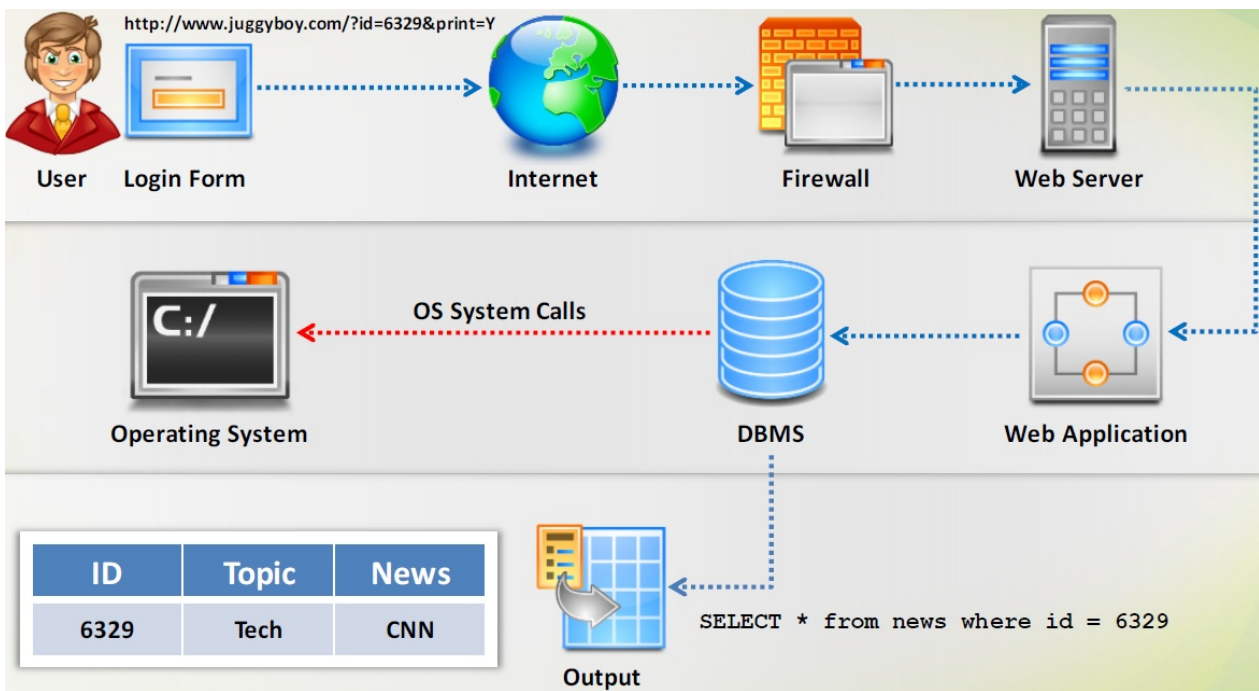 http://www.juggyboy.com/?id=6329&print=Y
User
Login Form
Internet
Firewall
Web Server
C:/
OS System Calls
Operating System
DBMS
Web Application
ID Topic News
6329 Tech CNN
SELECT * from news where id = 6329
Output